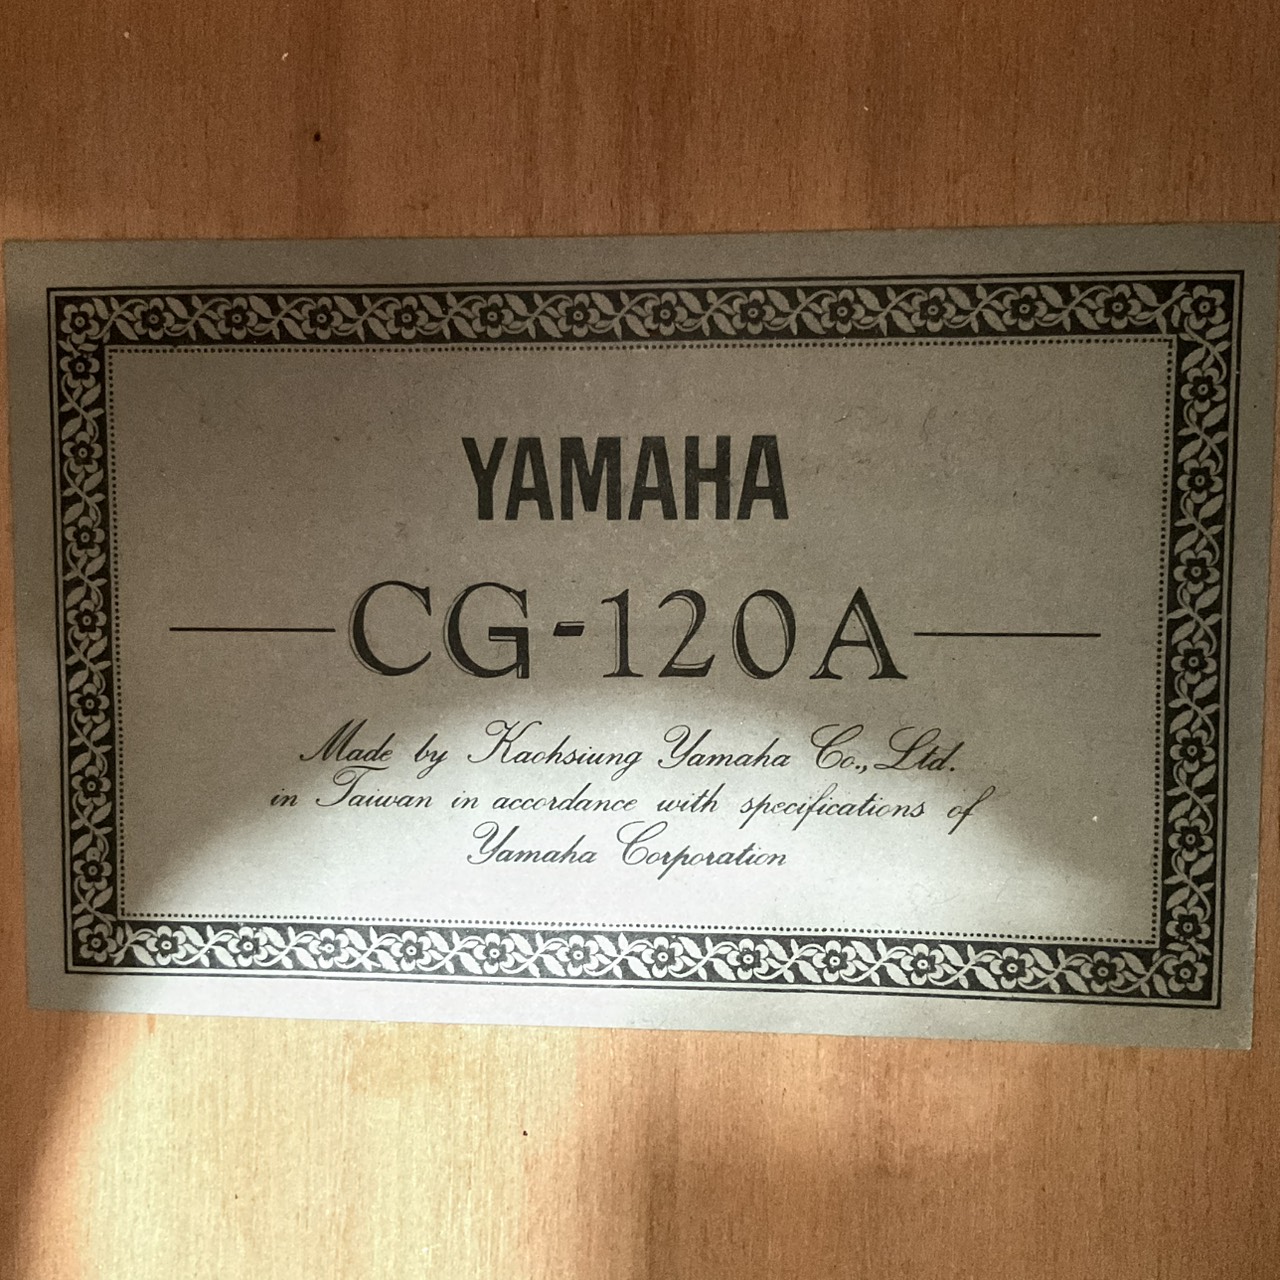 YAMAHA
CG-120A
Made by Kaohsiung Yamaha Co., Ltd.
in Taiwan in accordance with specifications of
Yamaha Corporation